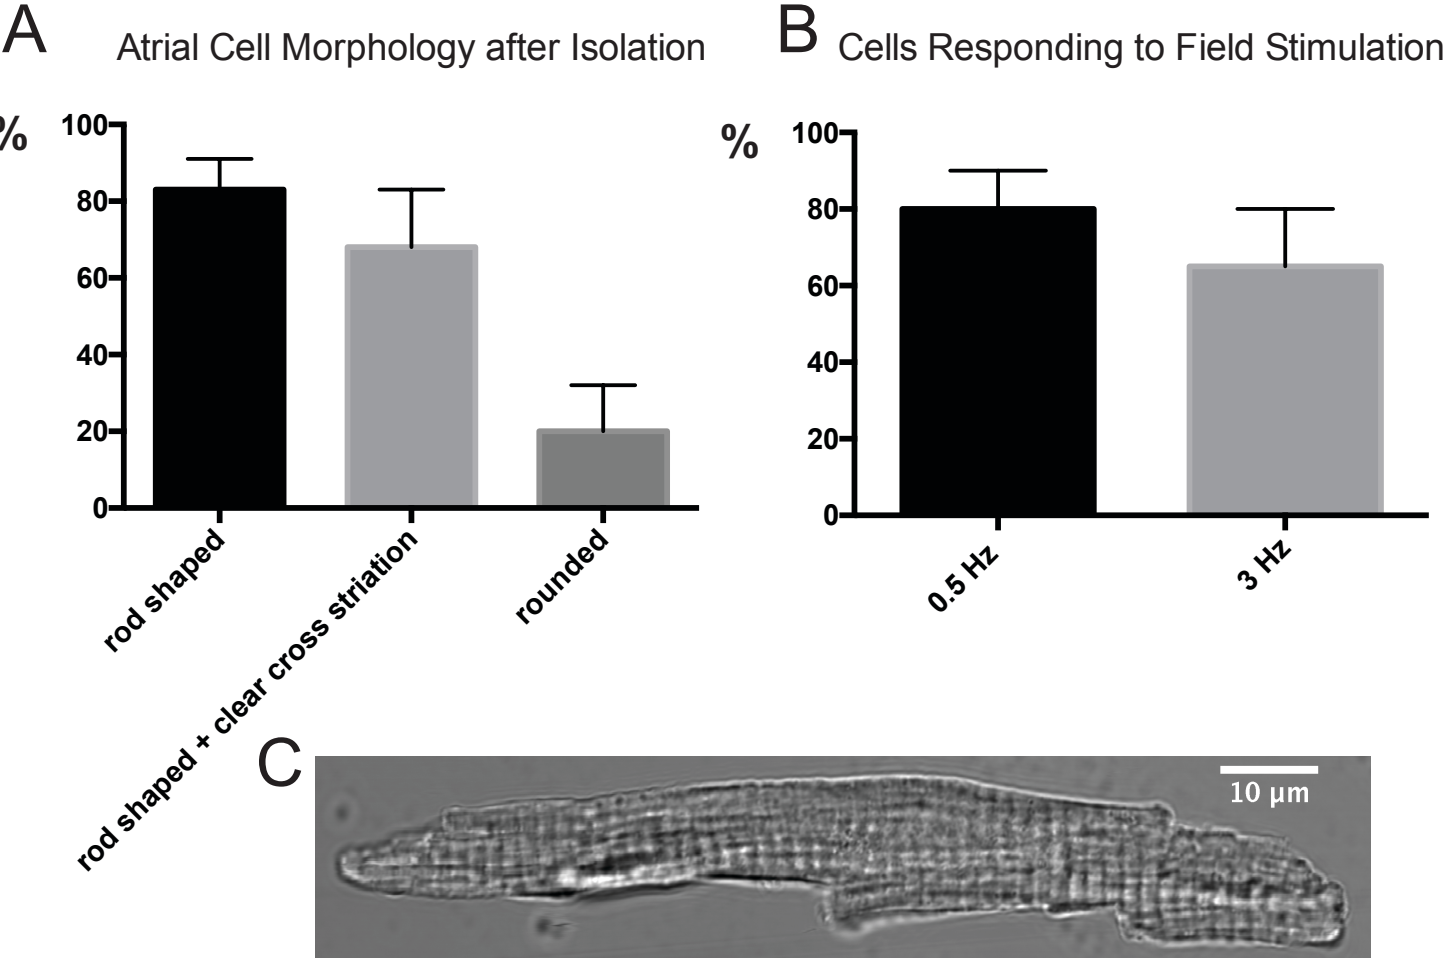 A
Atrial Cell Morphology after Isolation
%
100
80
60
40
20
0
rod shaped
rod shaped + clear cross striation
rounded
B
Cells Responding to Field Stimulation
%
100
80
60
40
20
0
0.5 Hz
3 Hz
C
10 µm